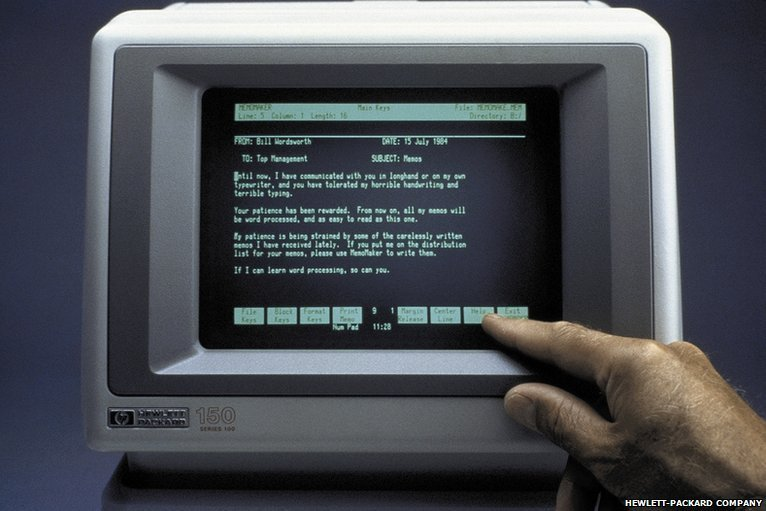 MEMOMAKER Main Keys File: MEMOMAKE.MEM
Line: 5 Column: 1 Length: 16 Directory: B:/
FROM: Bill Wordsworth DATE: 15 July 1984
TO: Top Management SUBJECT: Memos
Until now, I have communicated with you in longhand or on my own
typewriter, and you have tolerated my horrible handwriting and
terrible typing.
Your patience has been rewarded. From now on, all my memos will
be word processed, and as easy to read as this one.
My patience is being strained by some of the carelessly written
memos I have received lately. If you put me on the distribution
list for your memos, please use MemoMaker to write them.
If I can learn word processing, so can you.
File Block Format Print 9 1 Margin Center Help Exit
Keys Keys Keys Memo Release Line
Num Pad 11:28
hp HEWLETT PACKARD 150
SERIES 100
HEWLETT-PACKARD COMPANY